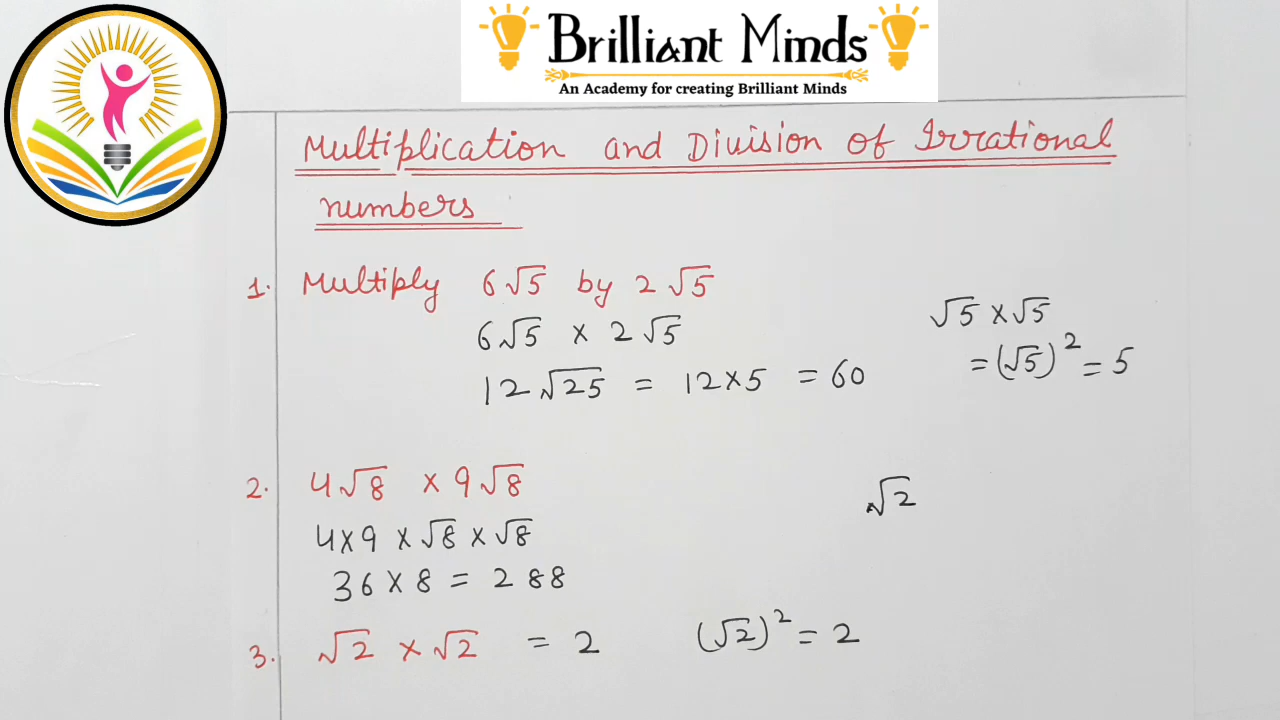 Brilliant Minds
An Academy for creating Brilliant Minds
Multiplication and Division of Irrational
numbers
1. Multiply 6√5 by 2√5
6√5 × 2√5
12√25 = 12×5 = 60
√5 ×√5
=(√5)² = 5
2. 4√8 × 9√8
4×9 ×√8 ×√8
36×8 = 288
√2
3. √2 ×√2 = 2 (√2)² = 2